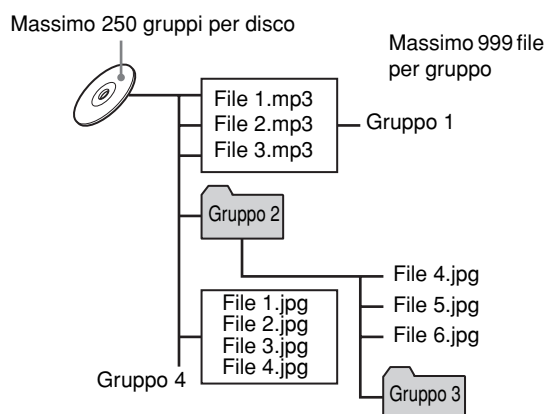 Massimo 250 gruppi per disco
Massimo 999 file
per gruppo
File 1.mp3
File 2.mp3
File 3.mp3
Gruppo 1
Gruppo 2
File 4.jpg
File 5.jpg
File 6.jpg
File 1.jpg
File 2.jpg
File 3.jpg
File 4.jpg
Gruppo 4
Gruppo 3